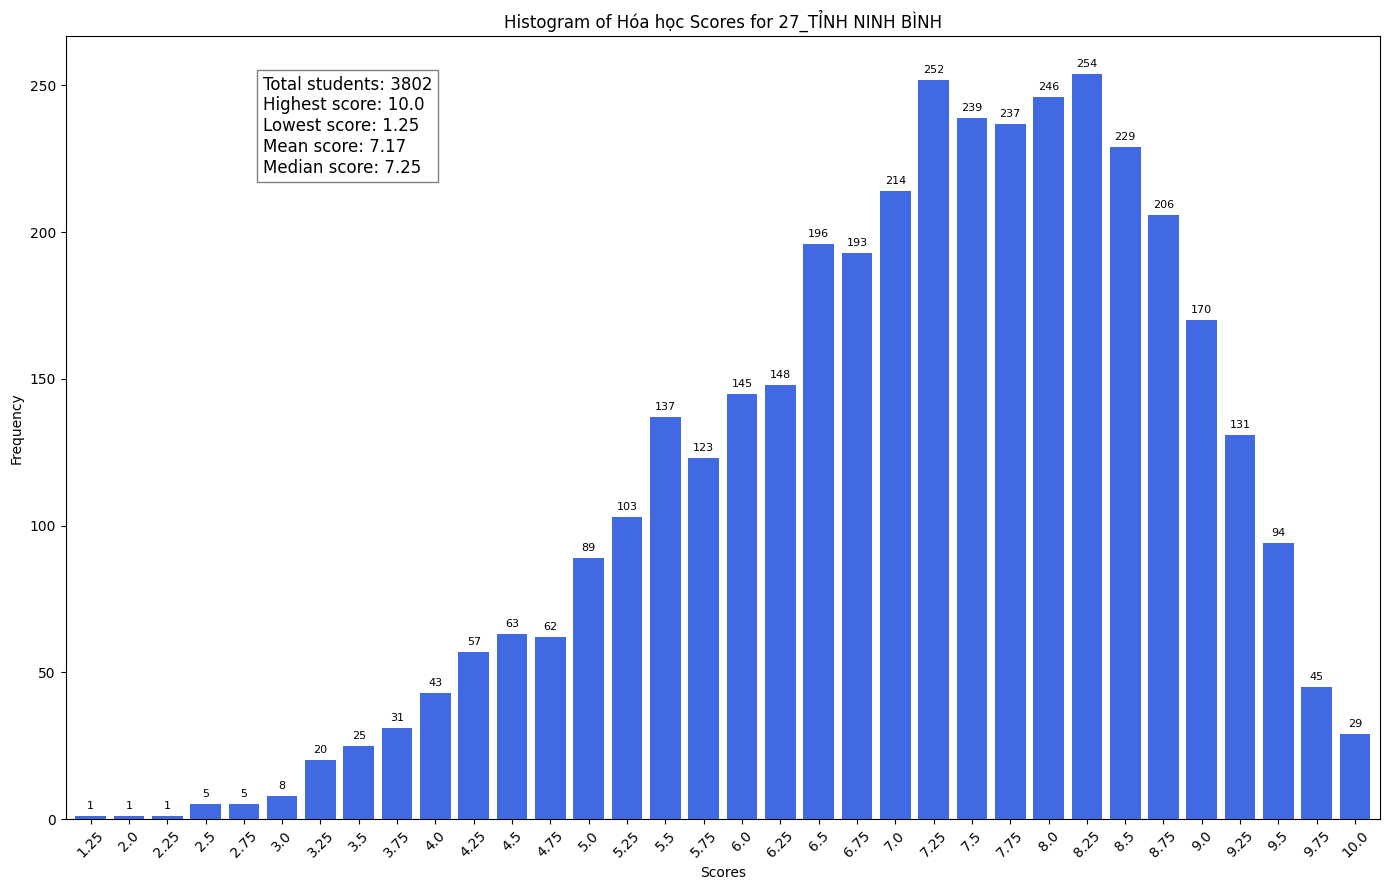 Histogram of Hóa học Scores for 27_TỈNH NINH BÌNH
Total students: 3802
Highest score: 10.0
Lowest score: 1.25
Mean score: 7.17
Median score: 7.25
Frequency
250
200
150
100
50
0
1 1 1 5 5 8 20 25 31 43 57 63 62 89 103 137 123 145 148 196 193 214 252 239 237 246 254 229 206 170 131 94 45 29
1.25 2.0 2.25 2.5 2.75 3.0 3.25 3.5 3.75 4.0 4.25 4.5 4.75 5.0 5.25 5.5 5.75 6.0 6.25 6.5 6.75 7.0 7.25 7.5 7.75 8.0 8.25 8.5 8.75 9.0 9.25 9.5 9.75 10.0
Scores